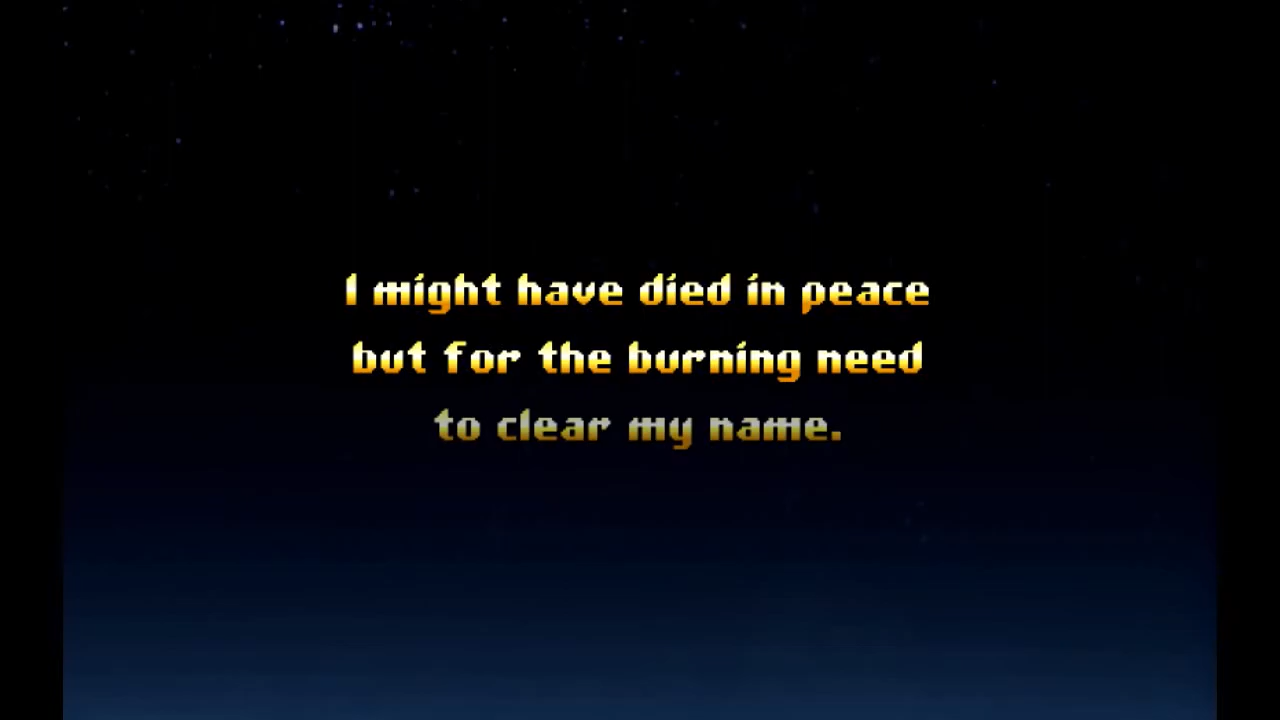 I might have died in peace
but for the burning need
to clear my name.